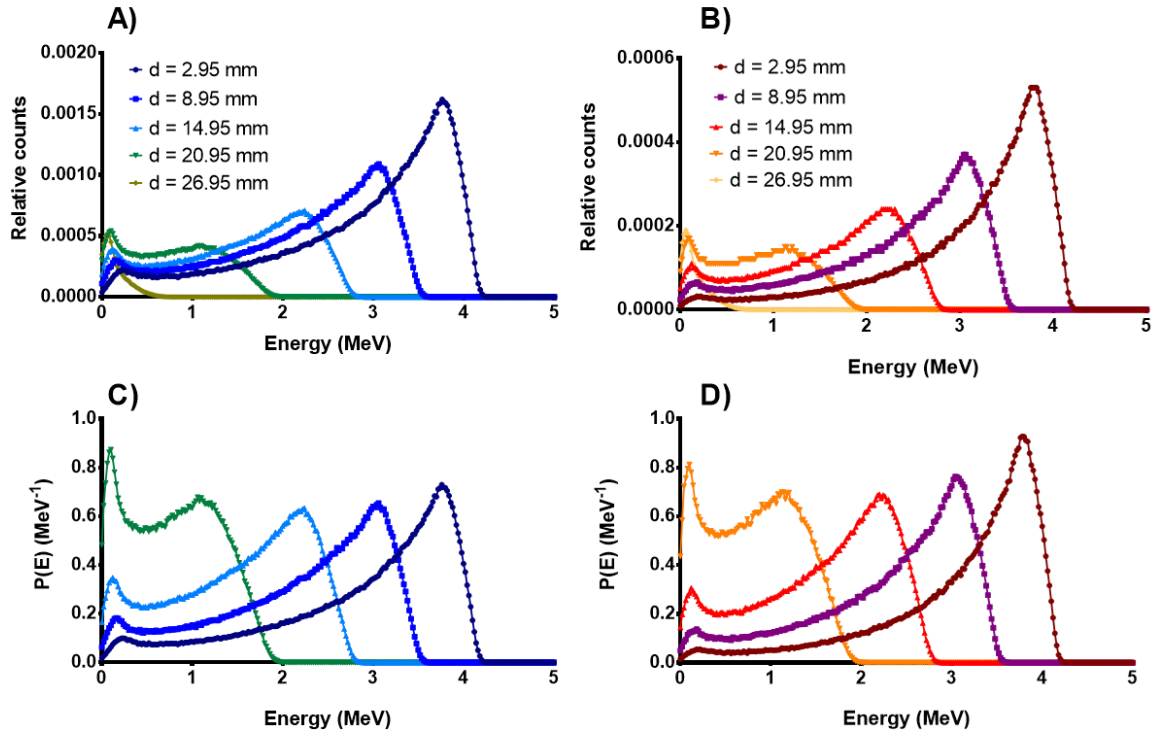 A)
Relative counts
0.0020
0.0015
0.0010
0.0005
0.0000
d = 2.95 mm
d = 8.95 mm
d = 14.95 mm
d = 20.95 mm
d = 26.95 mm
0 1 2 3 4 5
Energy (MeV)
B)
Relative counts
0.0006
0.0004
0.0002
0.0000
d = 2.95 mm
d = 8.95 mm
d = 14.95 mm
d = 20.95 mm
d = 26.95 mm
0 1 2 3 4 5
Energy (MeV)
C)
P(E) (MeV⁻¹)
1.0
0.8
0.6
0.4
0.2
0.0
0 1 2 3 4 5
Energy (MeV)
D)
P(E) (MeV⁻¹)
1.0
0.8
0.6
0.4
0.2
0.0
0 1 2 3 4 5
Energy (MeV)